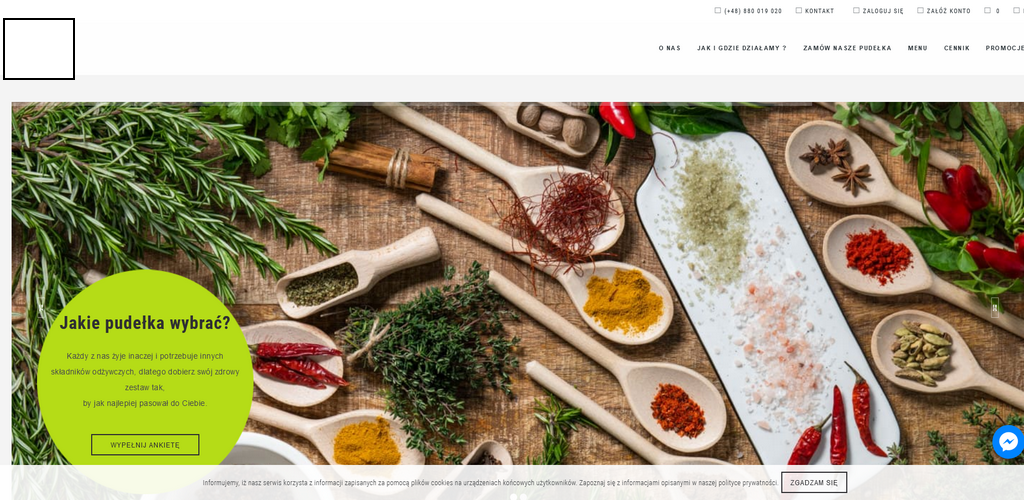 (+48) 880 019 020 KONTAKT ZALOGUJ SIĘ ZAŁÓŻ KONTO 0
O NAS JAK I GDZIE DZIAŁAMY ? ZAMÓW NASZE PUDEŁKA MENU CENNIK PROMOCJE
Jakie pudełka wybrać?
Każdy z nas żyje inaczej i potrzebuje innych
składników odżywczych, dlatego dobierz swój zdrowy
zestaw tak,
by jak najlepiej pasował do Ciebie.
WYPEŁNIJ ANKIETĘ
Informujemy, iż nasz serwis korzysta z informacji zapisanych za pomocą plików cookies na urządzeniach końcowych użytkowników. Zapoznaj się z informacjami opisanymi w naszej polityce prywatności. ZGADZAM SIĘ